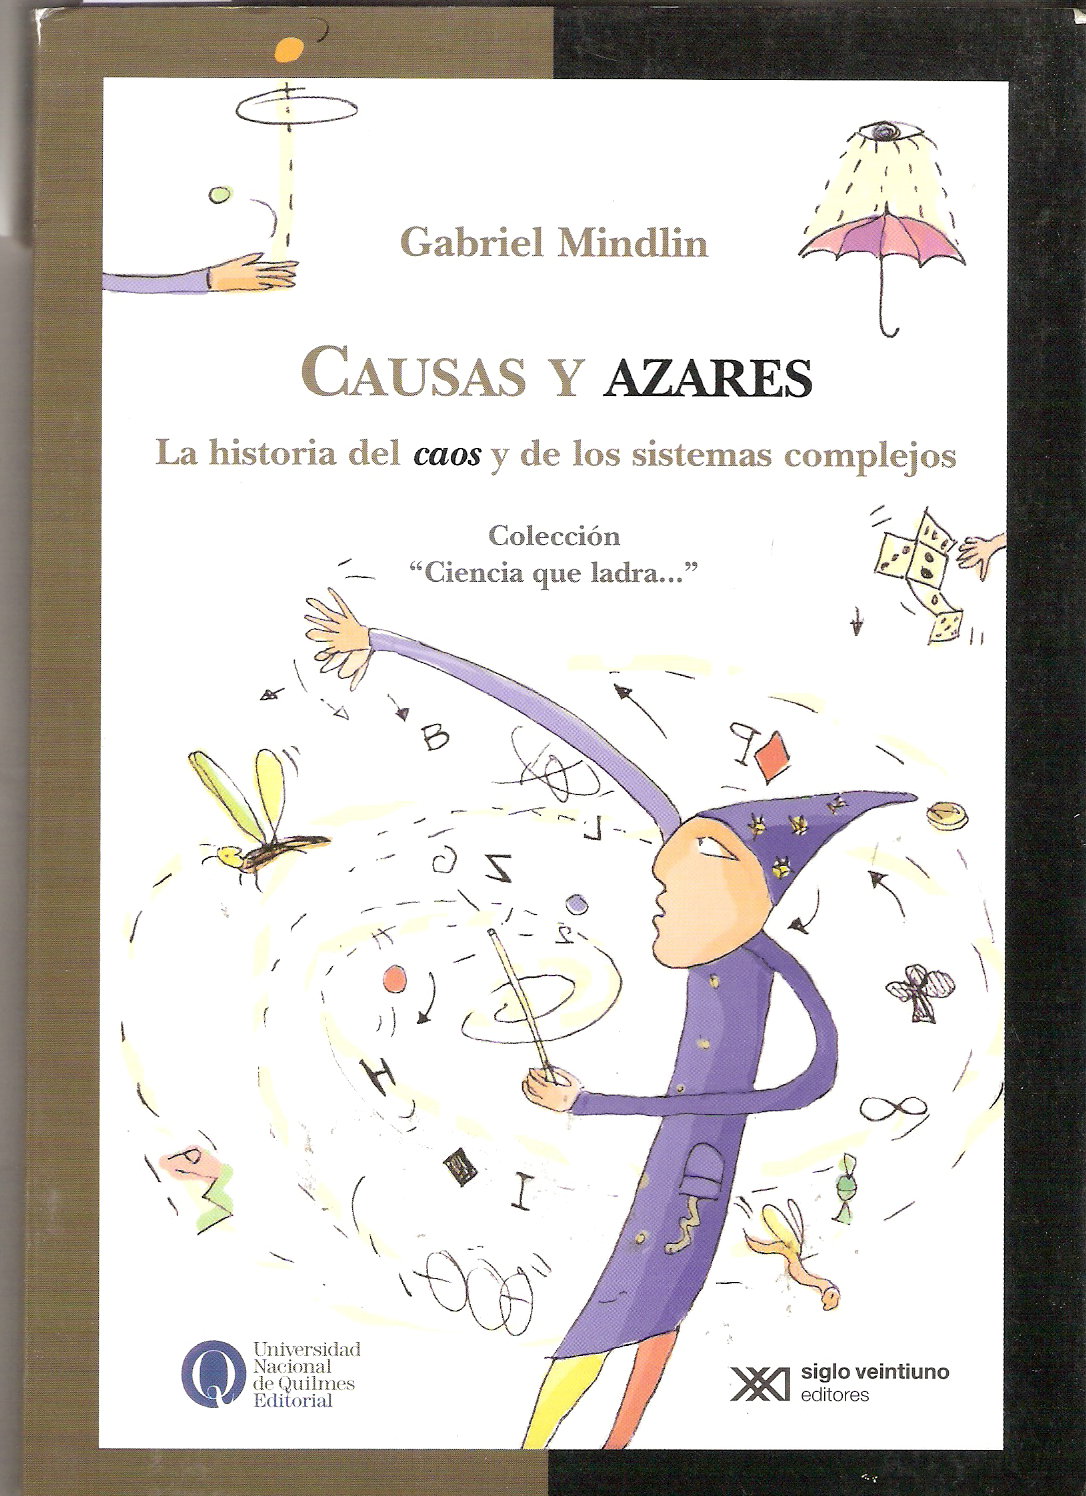 Gabriel Mindlin
CAUSAS Y AZARES
La historia del caos y de los sistemas complejos
Colección
“Ciencia que ladra...”
B
P
L
G
Z
2
H
H
I
P
Q
Universidad
Nacional
de Quilmes
Editorial
siglo veintiuno
editores